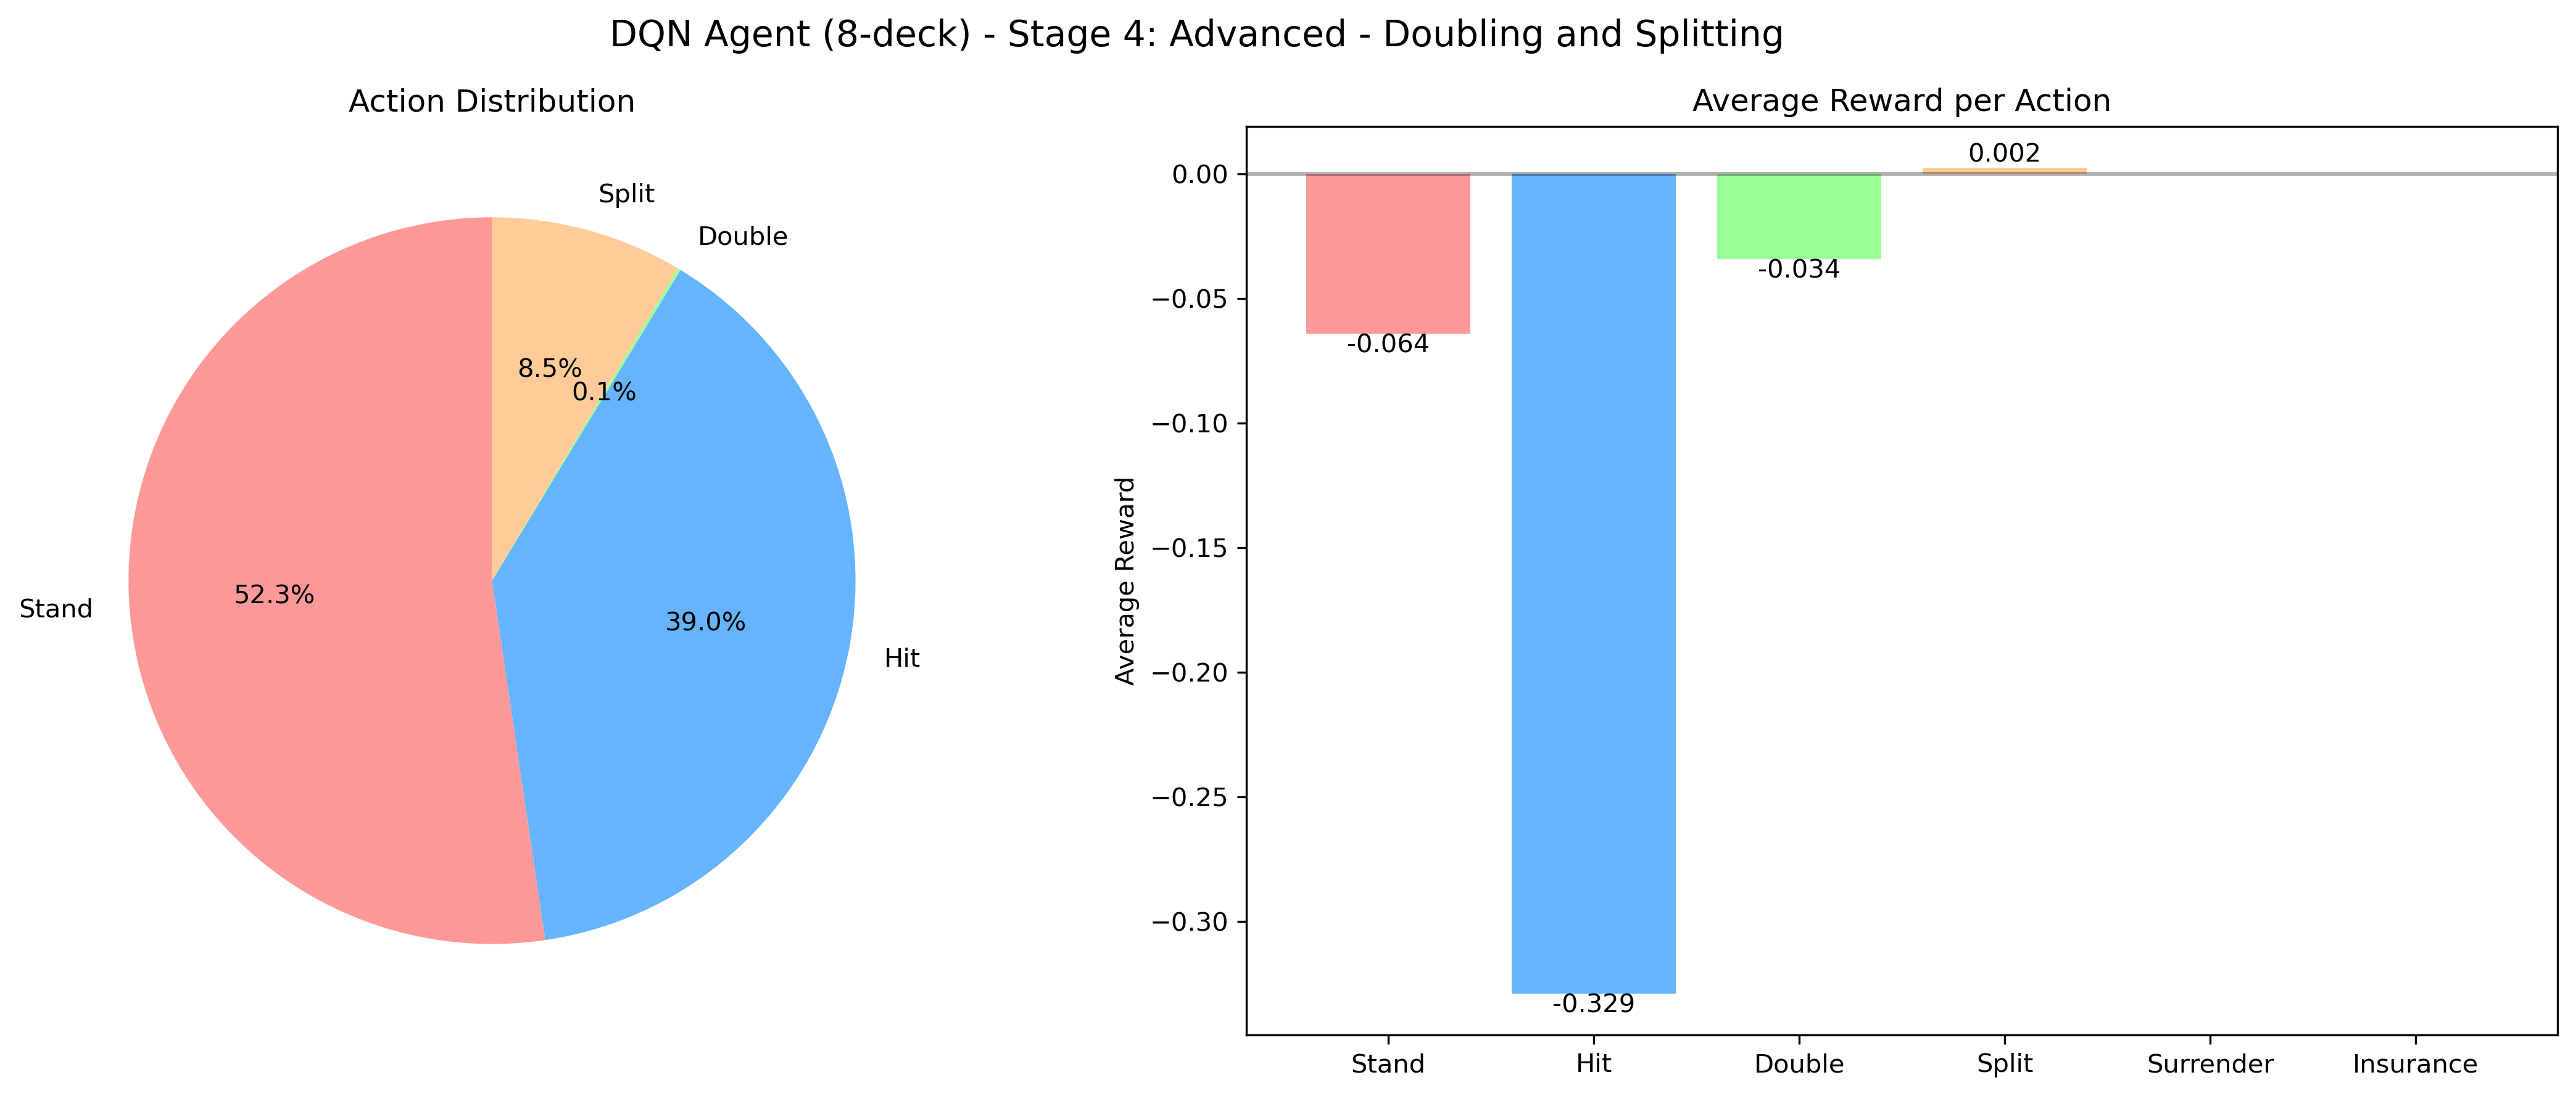 DQN Agent (8-deck) - Stage 4: Advanced - Doubling and Splitting
Action Distribution
Split
Double
8.5%
0.1%
Stand
52.3%
39.0%
Hit
Average Reward per Action
Average Reward
0.00
−0.05
−0.10
−0.15
−0.20
−0.25
−0.30
0.002
-0.034
-0.064
-0.329
Stand
Hit
Double
Split
Surrender
Insurance